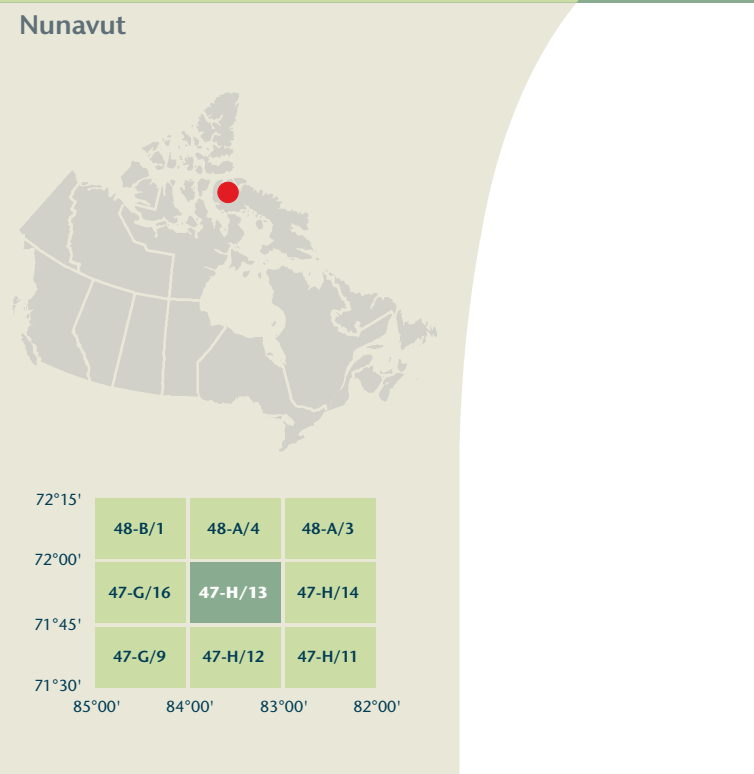 Nunavut
72°15'
48-B/1 48-A/4 48-A/3
72°00'
47-G/16 47-H/13 47-H/14
71°45'
47-G/9 47-H/12 47-H/11
71°30'
85°00' 84°00' 83°00' 82°00'